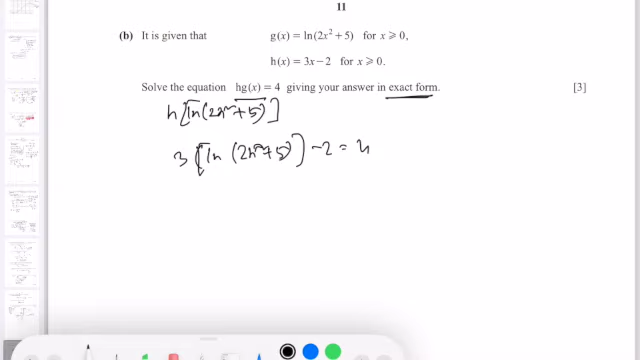 11
(b) It is given that g(x) = ln(2x² + 5) for x ⩾ 0,
h(x) = 3x − 2 for x ⩾ 0.
Solve the equation hg(x) = 4 giving your answer in exact form. [3]
h[ln(2x²+5)]
3[ln(2x²+5)] −2 = 4